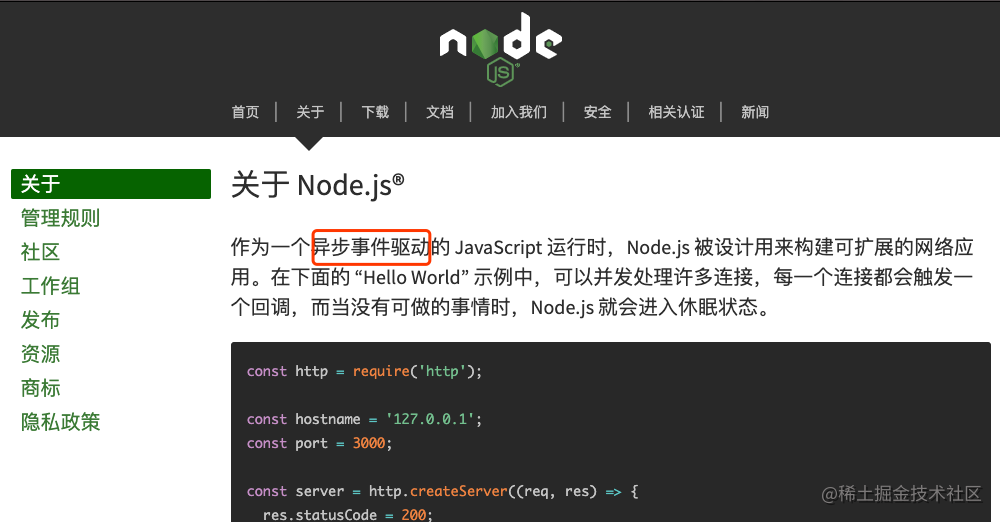 node
JS
首页 | 关于 | 下载 | 文档 | 加入我们 | 安全 | 相关认证 | 新闻
关于
管理规则
社区
工作组
发布
资源
商标
隐私政策
关于 Node.js®
作为一个异步事件驱动的 JavaScript 运行时，Node.js 被设计用来构建可扩展的网络应
用。在下面的 “Hello World” 示例中，可以并发处理许多连接，每一个连接都会触发一
个回调，而当没有可做的事情时，Node.js 就会进入休眠状态。
const http = require('http');
const hostname = '127.0.0.1';
const port = 3000;
const server = http.createServer((req, res) => {
res.statusCode = 200;
@稀土掘金技术社区